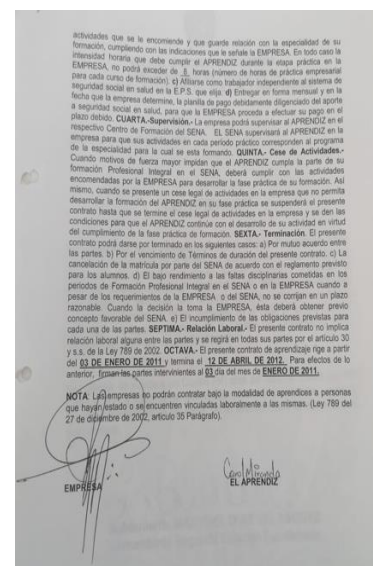 actividades que se le encomiende y que guarde relación con la especialidad de su
formación, cumpliendo con las indicaciones que le señale la EMPRESA. En todo caso la
intensidad horaria que debe cumplir el APRENDIZ durante la etapa práctica en la
EMPRESA, no podrá exceder de 8 horas (número de horas de práctica empresarial
para cada curso de formación). c) Afiliarse como trabajador independiente al sistema de
seguridad social en salud en la E.P.S. que elija. d) Entregar en forma mensual y en la
fecha que la empresa determine, la planilla de pago debidamente diligenciada del aporte
a seguridad social en salud, para que la EMPRESA proceda a efectuar su pago en el
plazo debido. CUARTA.-Supervisión.- La empresa podrá supervisar al APRENDIZ en el
respectivo Centro de Formación del SENA. EL SENA supervisará al APRENDIZ en la
empresa para que sus actividades en cada período práctico correspondan al programa
de la especialidad para la cual se esta formando. QUINTA.- Cese de Actividades.-
Cuando motivos de fuerza mayor impidan que el APRENDIZ cumpla la parte de su
formación Profesional Integral en el SENA, deberá cumplir con las actividades
encomendadas por la EMPRESA para desarrollar la fase práctica de su formación. Así
mismo, cuando se presente un cese legal de actividades en la empresa que no permita
desarrollar la formación del APRENDIZ en su fase práctica se suspenderá el presente
contrato hasta que se termine el cese legal de actividades en la empresa y se den las
condiciones para que el APRENDIZ continúe con el desarrollo de su actividad en virtud
del cumplimiento de la fase práctica de formación. SEXTA.- Terminación. El presente
contrato podrá darse por terminado en los siguientes casos: a) Por mutuo acuerdo entre
las partes. b) Por el vencimiento de Términos de duración del presente contrato. c) La
cancelación de la matrícula por parte del SENA de acuerdo con el reglamento previsto
para los alumnos. d) El bajo rendimiento a las faltas disciplinarias cometidas en los
periodos de Formación Profesional Integral en el SENA o en la EMPRESA cuando a
pesar de los requerimientos de la EMPRESA o del SENA, no se corrijan en un plazo
razonable. Cuando la decisión la toma la EMPRESA, ésta deberá obtener previo
concepto favorable del SENA. e) El incumplimiento de las obligaciones previstas para
cada una de las partes. SEPTIMA.- Relación Laboral.- El presente contrato no implica
relación laboral alguna entre las partes y se regirá en todas sus partes por el artículo 30
y s.s. de la Ley 789 de 2002. OCTAVA.- El presente contrato de aprendizaje rige a partir
del 03 DE ENERO DE 2011 y termina el 12 DE ABRIL DE 2012. Para efectos de lo
anterior, firman las partes intervinientes al 03 día del mes de ENERO DE 2011.
NOTA: Las empresas no podrán contratar bajo la modalidad de aprendices a personas
que hayan estado o se encuentren vinculadas laboralmente a las mismas. (Ley 789 del
27 de diciembre de 2002, artículo 35 Parágrafo).
Carol Miranda
EMPRESA
EL APRENDIZ